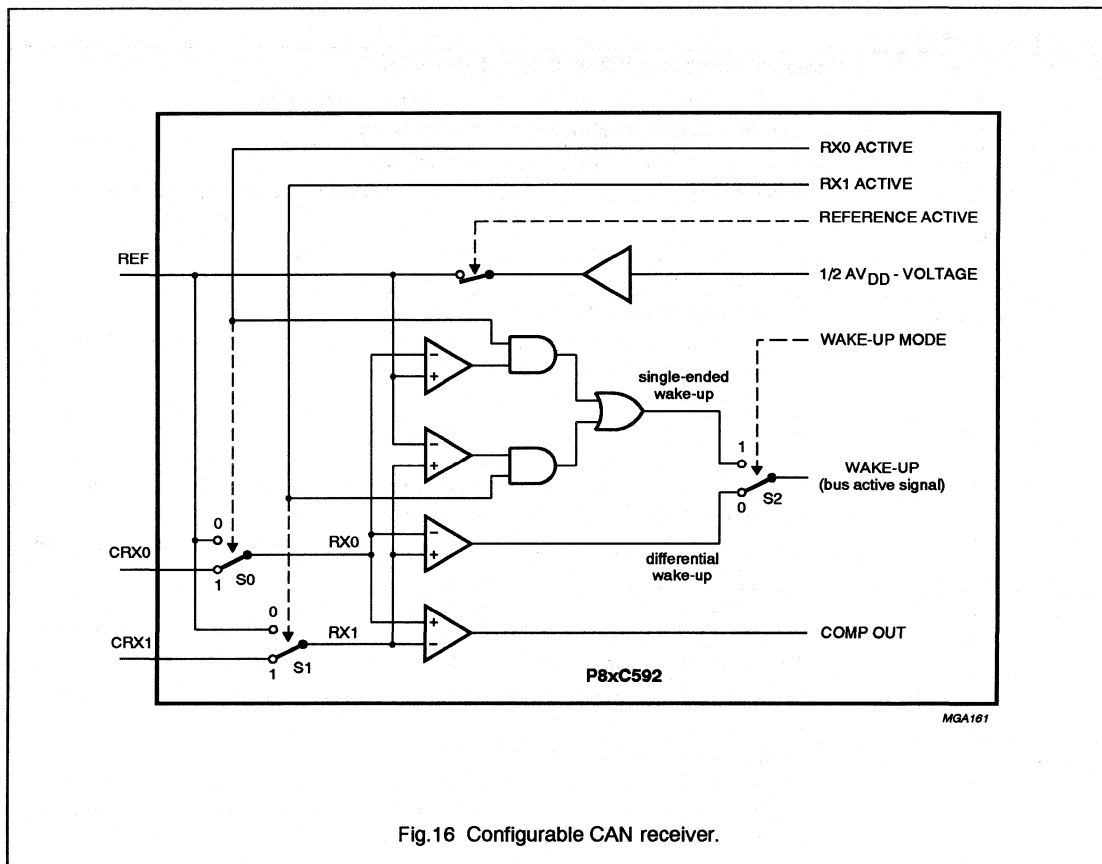 RX0 ACTIVE
RX1 ACTIVE
REFERENCE ACTIVE
REF
1/2 AVDD - VOLTAGE
WAKE-UP MODE
single-ended
wake-up
1
WAKE-UP
(bus active signal)
S2
0
0
CRX0
RX0
S0
1
differential
wake-up
0
CRX1
RX1
COMP OUT
S1
1
P8xC592
MGA161
Fig.16 Configurable CAN receiver.